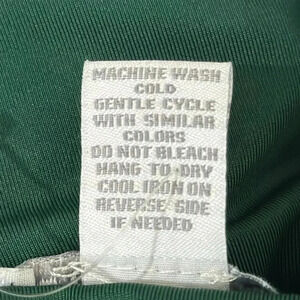 MACHINE WASH
COLD
GENTLE CYCLE
WITH SIMILAR
COLORS
DO NOT BLEACH
HANG TO DRY
COOL IRON ON
REVERSE SIDE
IF NEEDED